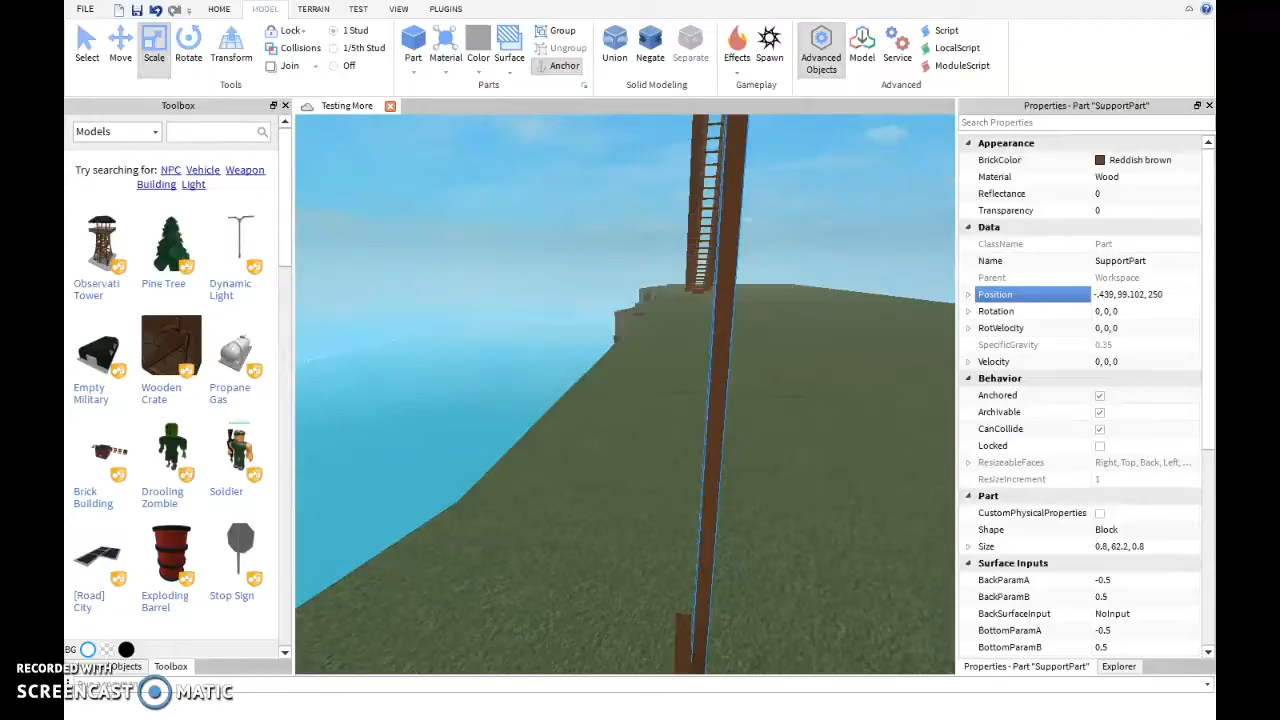 FILE HOME MODEL TERRAIN TEST VIEW PLUGINS
Select Move Scale Rotate Transform
Lock
Collisions
Join
1 Stud
1/5th Stud
Off
Part Material Color Surface
Group
Ungroup
Anchor
Union Negate Separate
Effects Spawn
Advanced Objects Model Service
Script
LocalScript
ModuleScript
Tools Parts Solid Modeling Gameplay Advanced
Toolbox
Testing More
Properties - Part "SupportPart"
Models
Search Properties
Try searching for: NPC Vehicle Weapon
Building Light
Observati Tower
Pine Tree
Dynamic Light
Empty Military
Wooden Crate
Propane Gas
Brick Building
Drooling Zombie
Soldier
[Road] City
Exploding Barrel
Stop Sign
BG
Objects Toolbox
Appearance
BrickColor Reddish brown
Material Wood
Reflectance 0
Transparency 0
Data
ClassName Part
Name SupportPart
Parent Workspace
Position -.439, 99.102, 250
Rotation 0, 0, 0
RotVelocity 0, 0, 0
SpecificGravity 0.35
Velocity 0, 0, 0
Behavior
Anchored
Archivable
CanCollide
Locked
ResizeableFaces Right, Top, Back, Left, ...
ResizeIncrement 1
Part
CustomPhysicalProperties
Shape Block
Size 0.8, 62.2, 0.8
Surface Inputs
BackParamA -0.5
BackParamB 0.5
BackSurfaceInput NoInput
BottomParamA -0.5
BottomParamB 0.5
Properties - Part "SupportPart" Explorer
RECORDED WITH
SCREENCAST MATIC